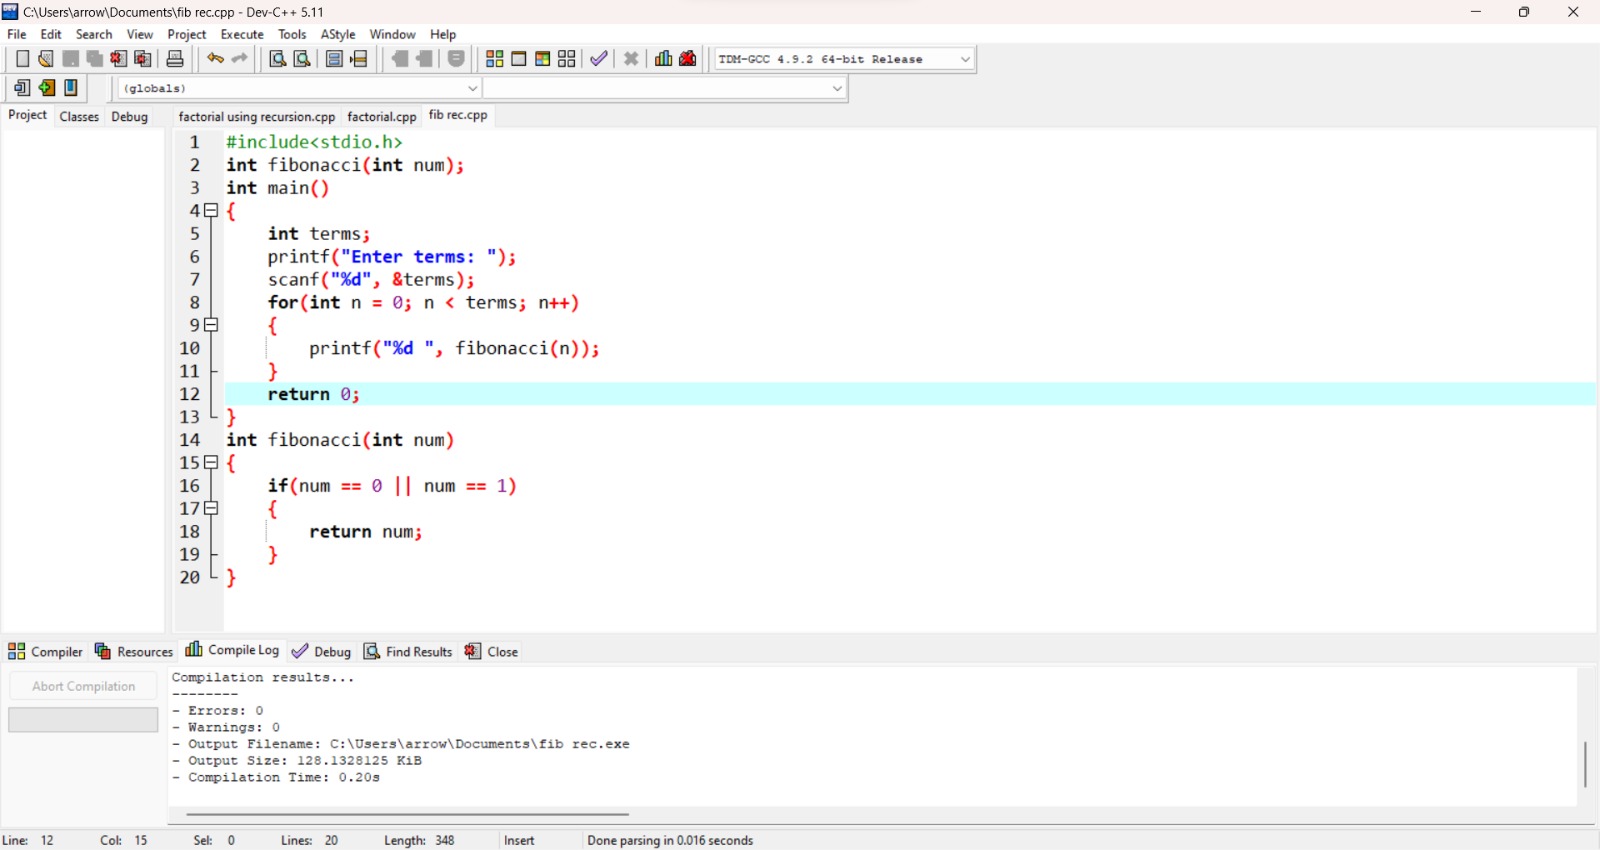 C:\Users\arrow\Documents\fib rec.cpp - Dev-C++ 5.11
File Edit Search View Project Execute Tools AStyle Window Help
TDM-GCC 4.9.2 64-bit Release
(globals)
Project Classes Debug factorial using recursion.cpp factorial.cpp fib rec.cpp
1 #include<stdio.h>
2 int fibonacci(int num);
3 int main()
4 {
5 int terms;
6 printf("Enter terms: ");
7 scanf("%d", &terms);
8 for(int n = 0; n < terms; n++)
9 {
10 printf("%d ", fibonacci(n));
11 }
12 return 0;
13 }
14 int fibonacci(int num)
15 {
16 if(num == 0 || num == 1)
17 {
18 return num;
19 }
20 }
Compiler Resources Compile Log Debug Find Results Close
Abort Compilation
Compilation results...
--------
- Errors: 0
- Warnings: 0
- Output Filename: C:\Users\arrow\Documents\fib rec.exe
- Output Size: 128.1328125 KiB
- Compilation Time: 0.20s
Line: 12 Col: 15 Sel: 0 Lines: 20 Length: 348 Insert Done parsing in 0.016 seconds